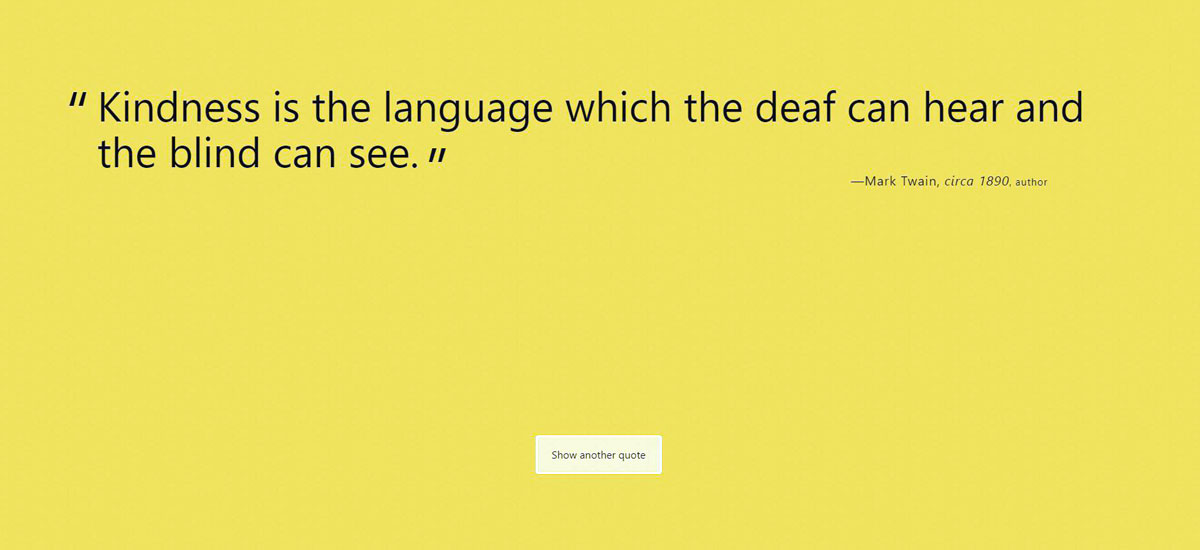 “ Kindness is the language which the deaf can hear and
the blind can see. ”
—Mark Twain, circa 1890, author
Show another quote